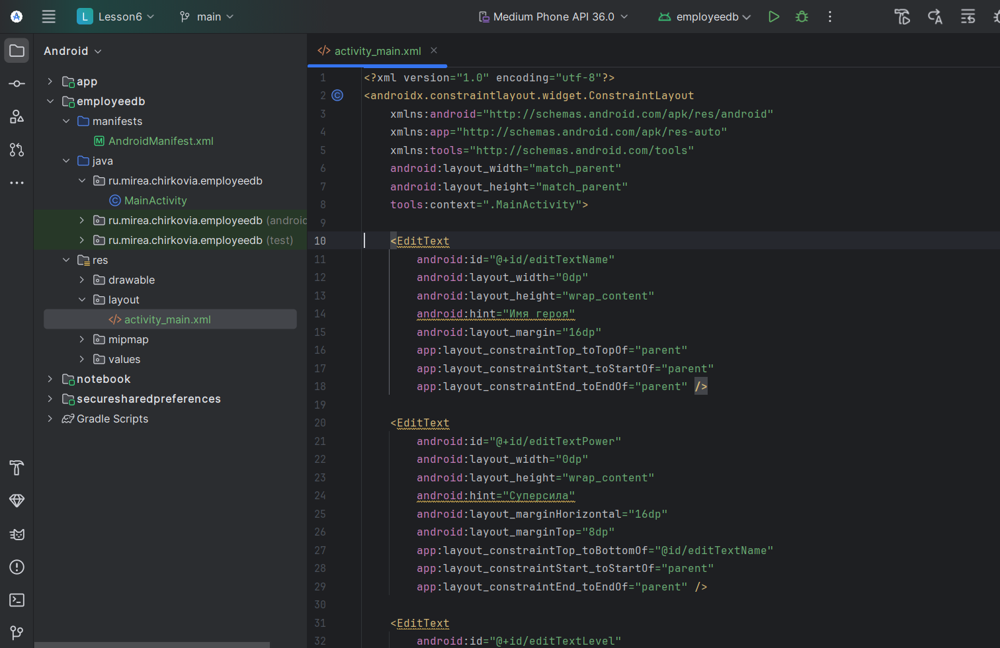 L Lesson6 main Medium Phone API 36.0 employeedb
Android
app
employeedb
manifests
AndroidManifest.xml
java
ru.mirea.chirkovia.employeedb
MainActivity
ru.mirea.chirkovia.employeedb (androic
ru.mirea.chirkovia.employeedb (test)
res
drawable
layout
activity_main.xml
mipmap
values
notebook
securesharedpreferences
Gradle Scripts
activity_main.xml
1 <?xml version="1.0" encoding="utf-8"?>
2 <androidx.constraintlayout.widget.ConstraintLayout
3 xmlns:android="http://schemas.android.com/apk/res/android"
4 xmlns:app="http://schemas.android.com/apk/res-auto"
5 xmlns:tools="http://schemas.android.com/tools"
6 android:layout_width="match_parent"
7 android:layout_height="match_parent"
8 tools:context=".MainActivity">
9
10 <EditText
11 android:id="@+id/editTextName"
12 android:layout_width="0dp"
13 android:layout_height="wrap_content"
14 android:hint="Имя героя"
15 android:layout_margin="16dp"
16 app:layout_constraintTop_toTopOf="parent"
17 app:layout_constraintStart_toStartOf="parent"
18 app:layout_constraintEnd_toEndOf="parent" />
19
20 <EditText
21 android:id="@+id/editTextPower"
22 android:layout_width="0dp"
23 android:layout_height="wrap_content"
24 android:hint="Суперсила"
25 android:layout_marginHorizontal="16dp"
26 android:layout_marginTop="8dp"
27 app:layout_constraintTop_toBottomOf="@id/editTextName"
28 app:layout_constraintStart_toStartOf="parent"
29 app:layout_constraintEnd_toEndOf="parent" />
30
31 <EditText
32 android:id="@+id/editTextLevel"